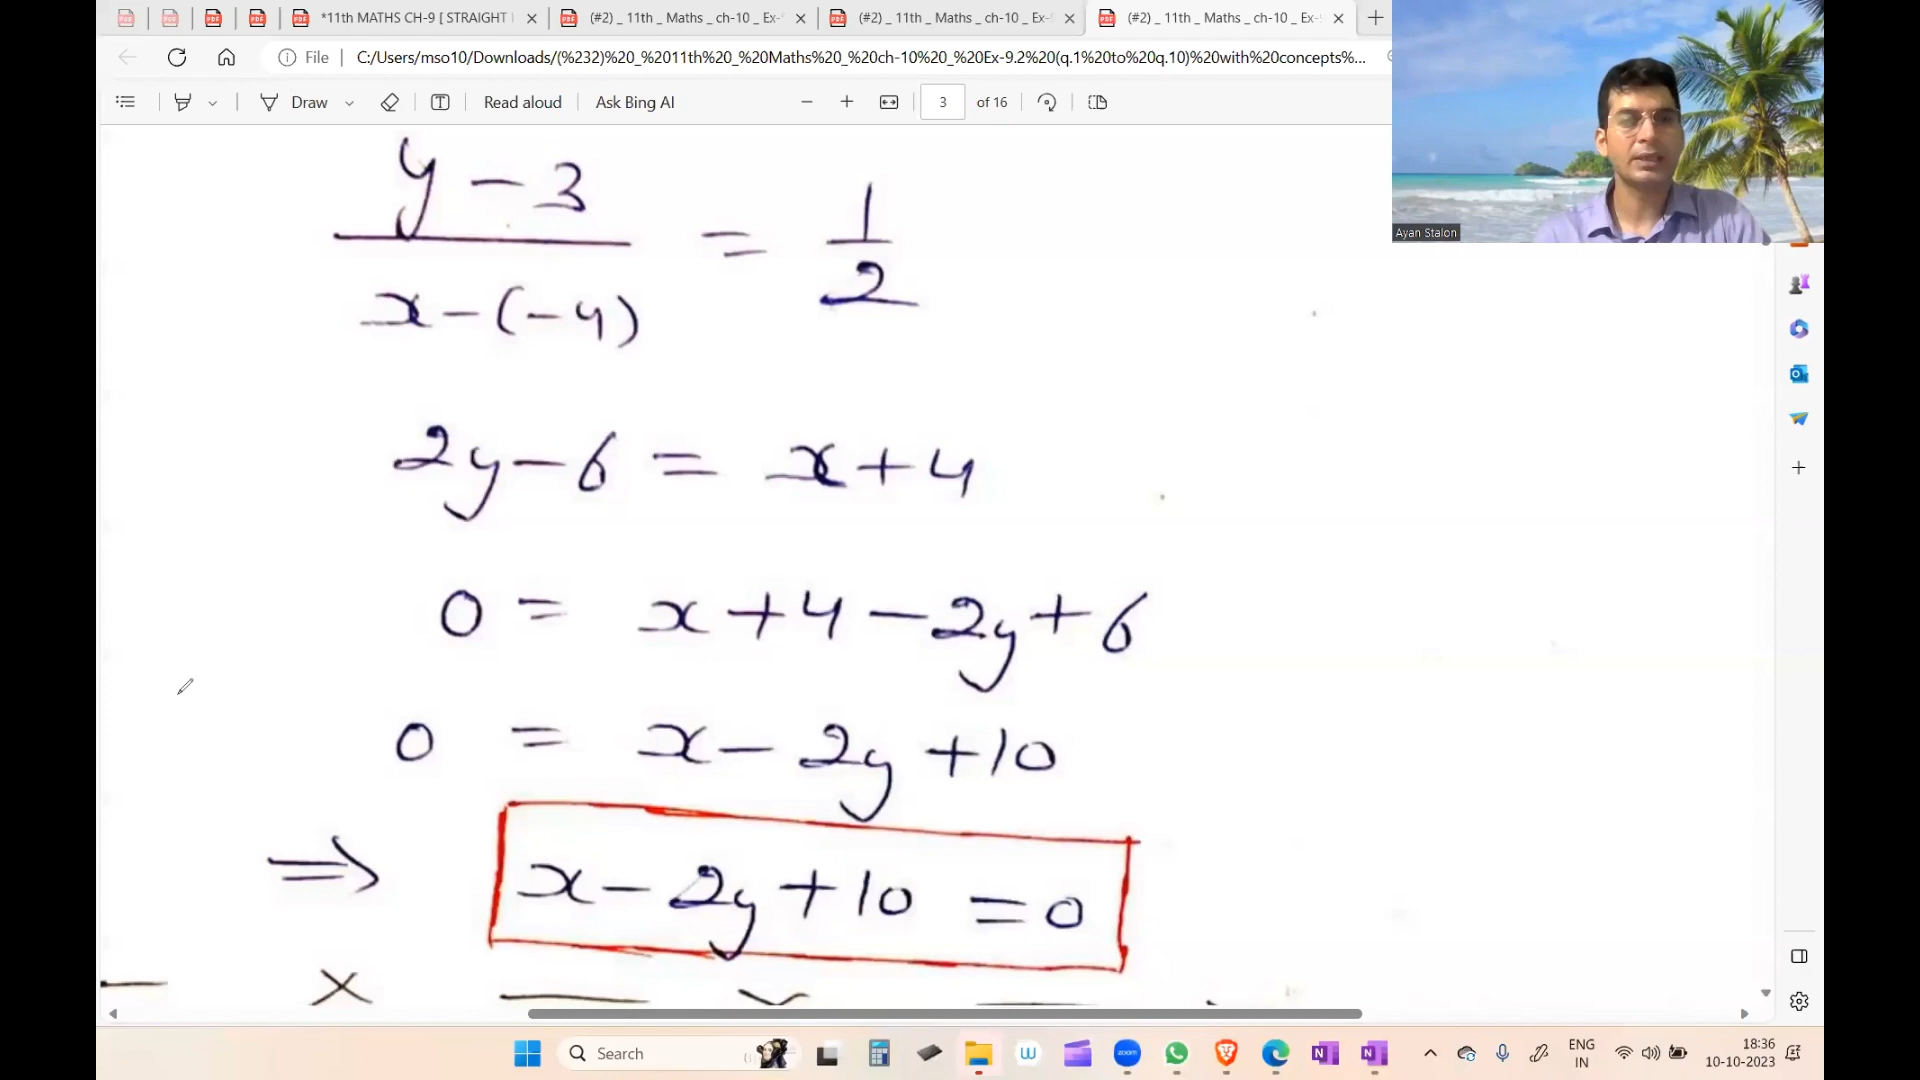 *11th MATHS CH-9 [ STRAIGHT
(#2) _ 11th _ Maths _ ch-10 _ Ex-
(#2) _ 11th _ Maths _ ch-10 _ Ex-
(#2) _ 11th _ Maths _ ch-10 _ Ex-
File
C:/Users/mso10/Downloads/(%232)%20_%2011th%20_%20Maths%20_%20ch-10%20_%20Ex-9.2%20(q.1%20to%20q.10)%20with%20concepts%...
Draw
Read aloud
Ask Bing AI
3 of 16
Ayan Stalon
y - 3 / x - (-4) = 1/2
2y - 6 = x + 4
0 = x + 4 - 2y + 6
0 = x - 2y + 10
⇒ x - 2y + 10 = 0
Search
zoom
ENG
IN
18:36
10-10-2023